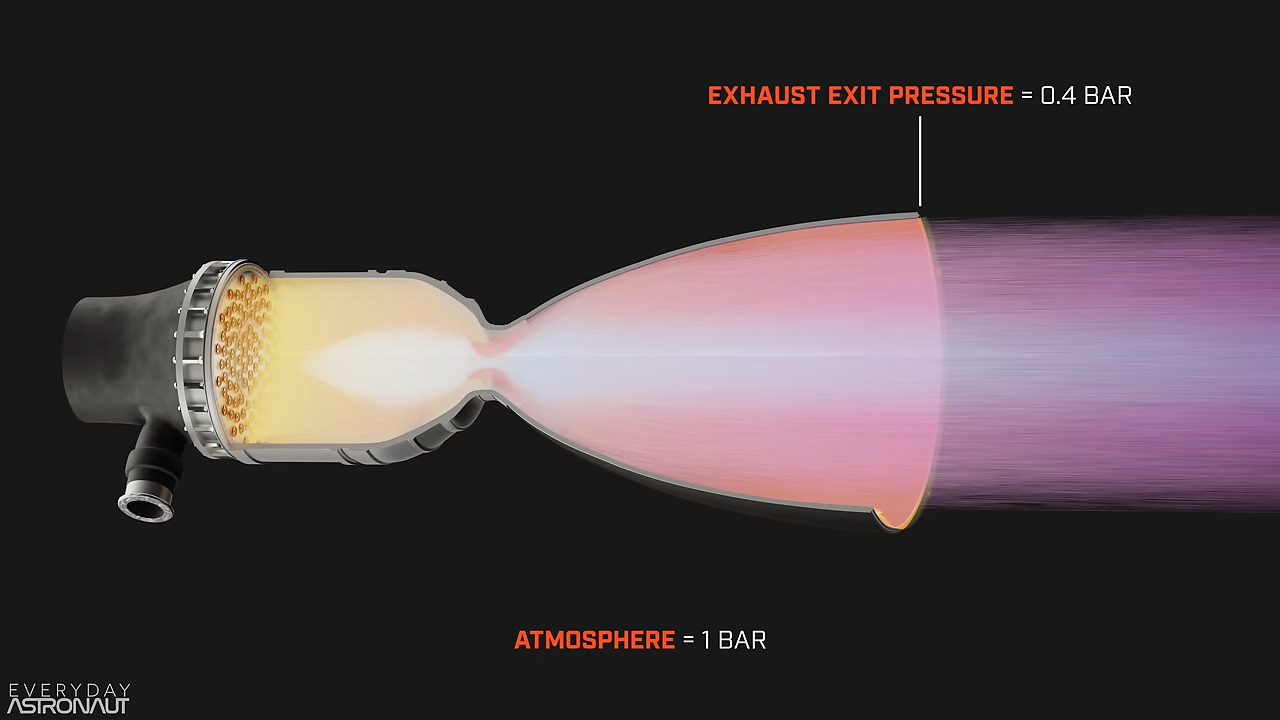 EXHAUST EXIT PRESSURE = 0.4 BAR
ATMOSPHERE = 1 BAR
EVERYDAY
ASTRONAUT